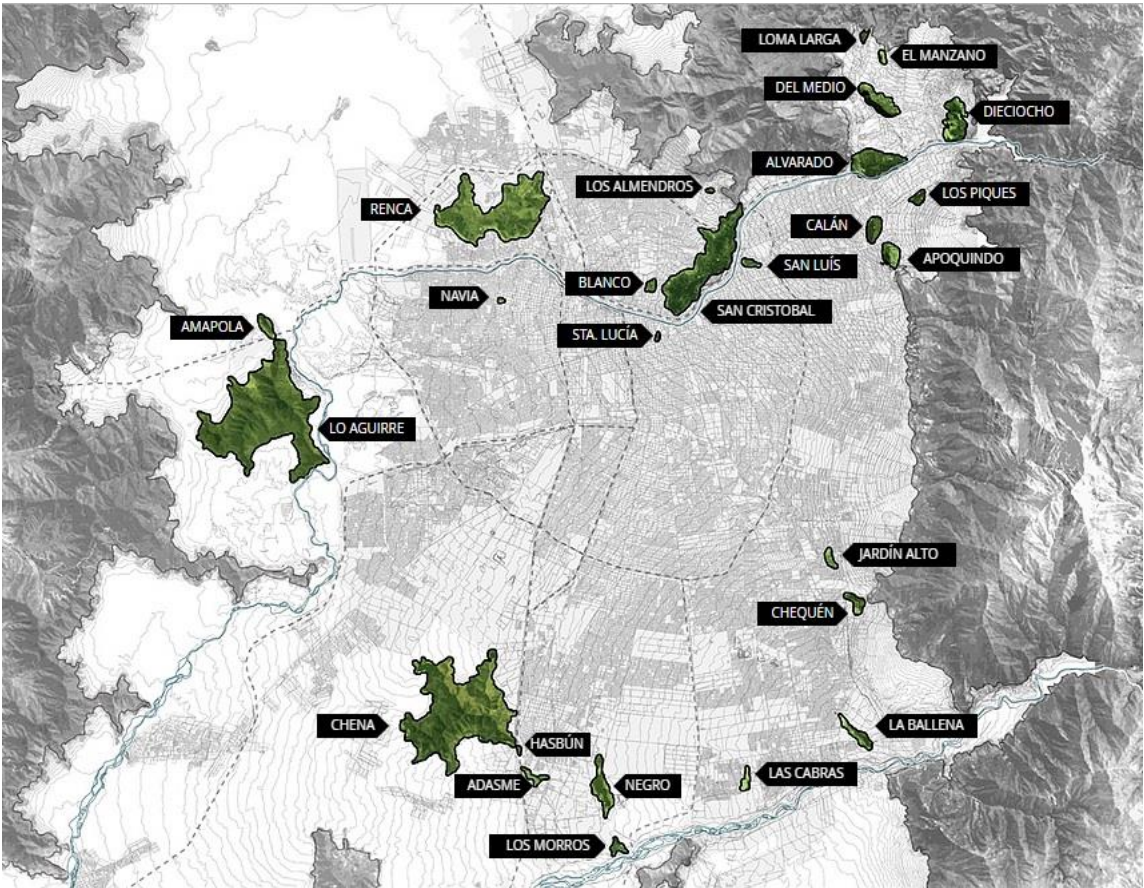 LOMA LARGA
EL MANZANO
DEL MEDIO
DIECIOCHO
ALVARADO
LOS ALMENDROS
LOS PIQUES
RENCA
CALÁN
APOQUINDO
SAN LUÍS
BLANCO
NAVIA
SAN CRISTOBAL
AMAPOLA
STA. LUCÍA
LO AGUIRRE
JARDÍN ALTO
CHEQUÉN
CHENA
LA BALLENA
HASBÚN
LAS CABRAS
ADASME
NEGRO
LOS MORROS